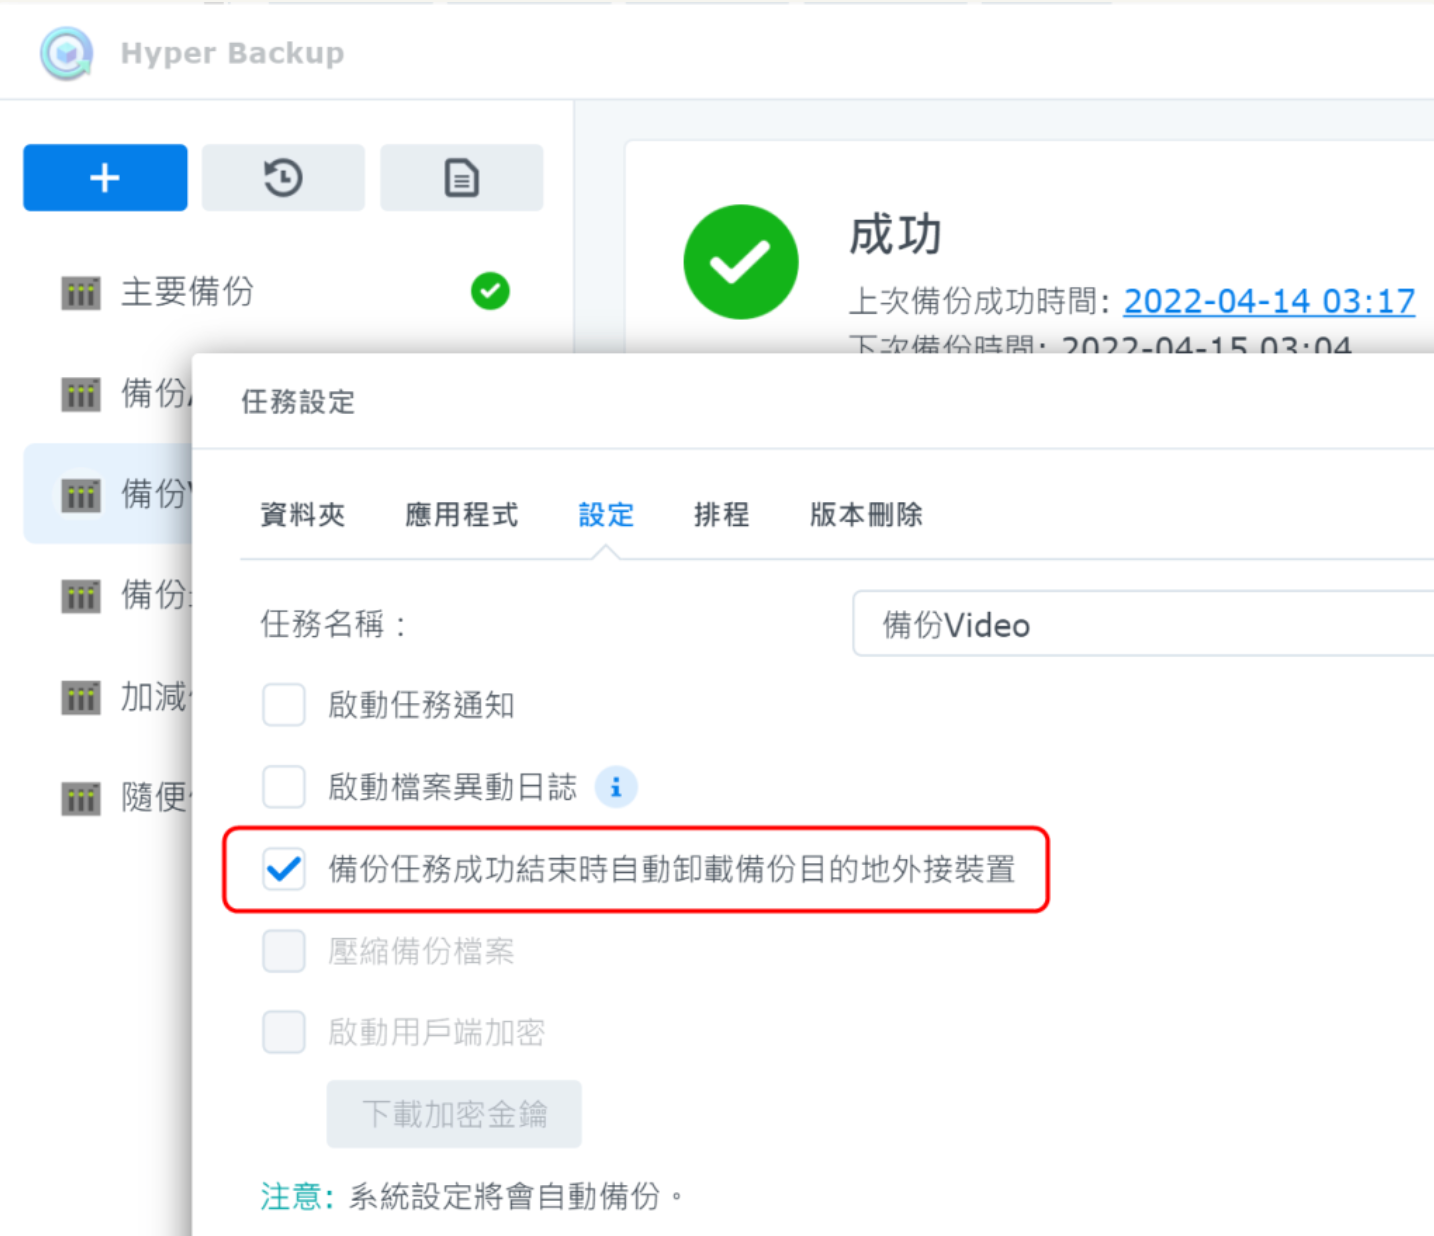 Hyper Backup
主要備份
備份
備份
備份
加減
隨便
成功
上次備份成功時間: 2022-04-14 03:17
下次備份時間: 2022-04-15 03:04
任務設定
資料夾 應用程式 設定 排程 版本刪除
任務名稱： 備份Video
啟動任務通知
啟動檔案異動日誌
備份任務成功結束時自動卸載備份目的地外接裝置
壓縮備份檔案
啟動用戶端加密
下載加密金鑰
注意: 系統設定將會自動備份。